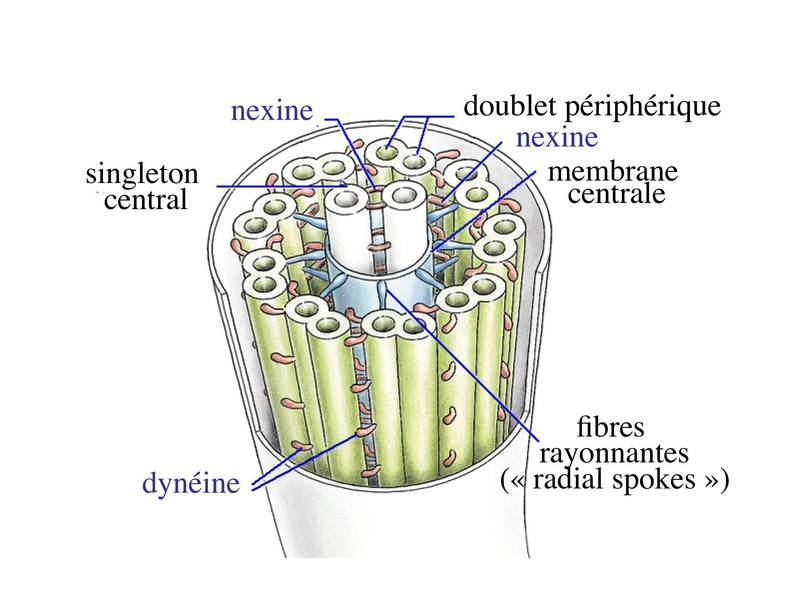 nexine
doublet périphérique
nexine
singleton
central
membrane
centrale
fibres
rayonnantes
(« radial spokes »)
dynéine